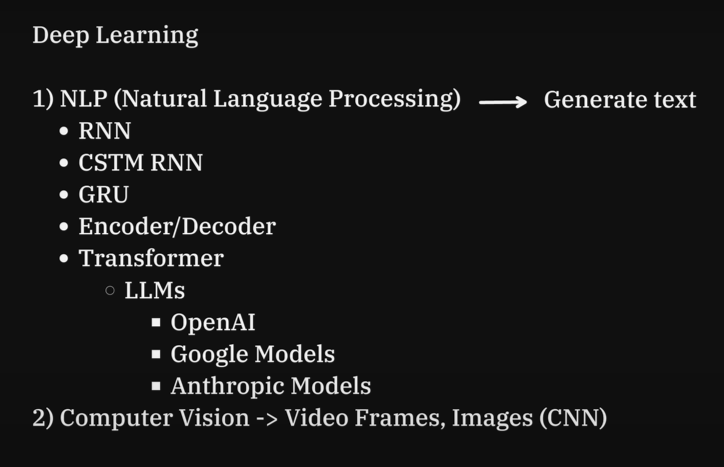 Deep Learning
1) NLP (Natural Language Processing) ⟶ Generate text
• RNN
• CSTM RNN
• GRU
• Encoder/Decoder
• Transformer
○ LLMs
▪ OpenAI
▪ Google Models
▪ Anthropic Models
2) Computer Vision -> Video Frames, Images (CNN)